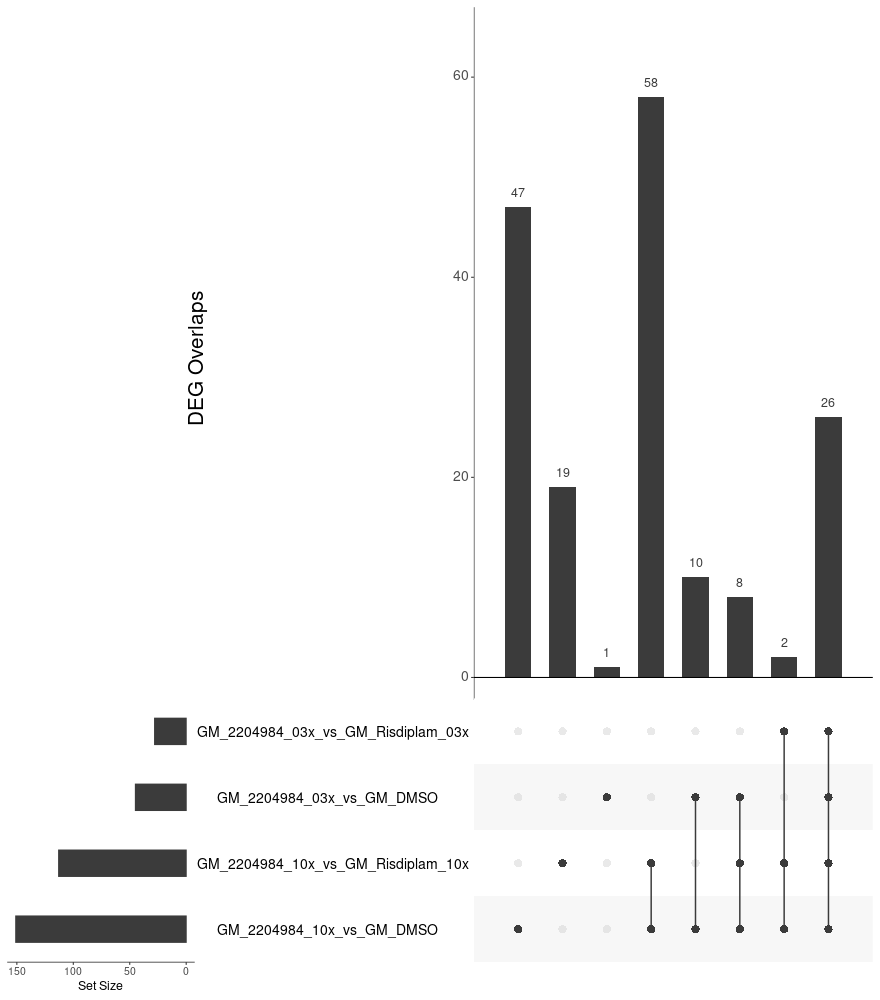 60
40
20
0
58
47
26
19
10
8
2
1
DEG Overlaps
GM_2204984_03x_vs_GM_Risdiplam_03x
GM_2204984_03x_vs_GM_DMSO
GM_2204984_10x_vs_GM_Risdiplam_10x
GM_2204984_10x_vs_GM_DMSO
150 100 50 0
Set Size